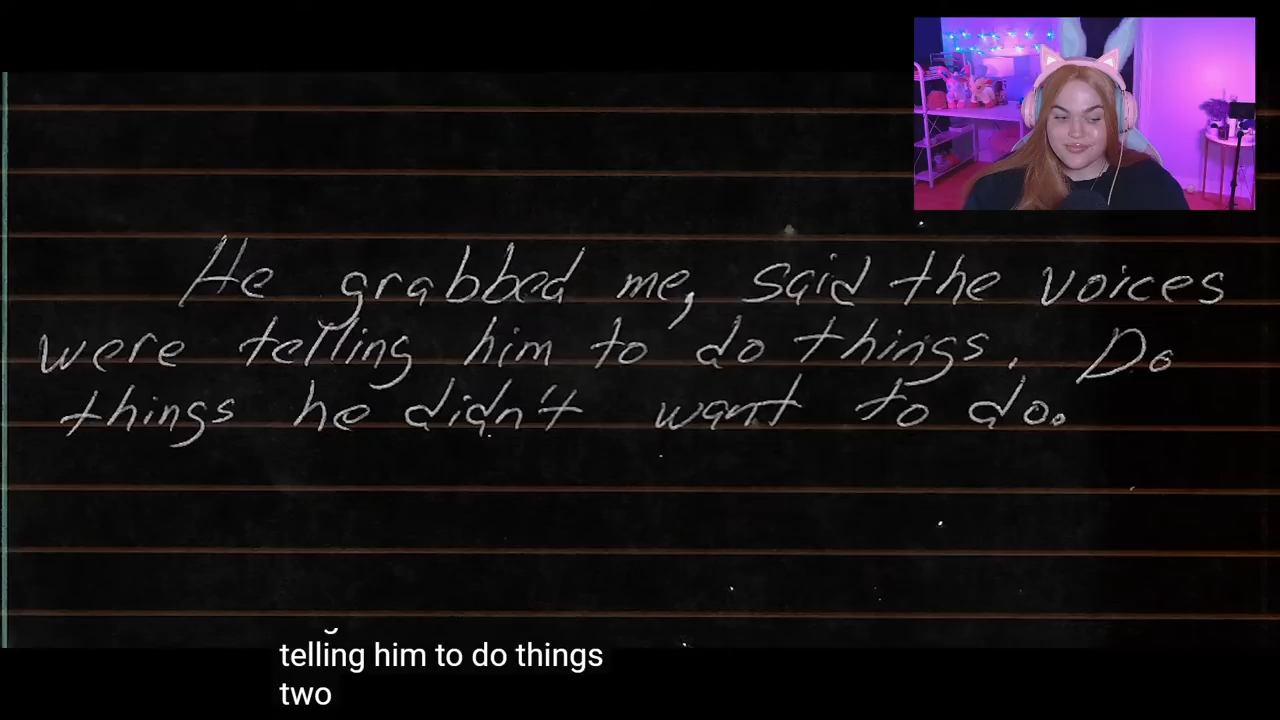 He grabbed me, said the voices
were telling him to do things. Do
things he didn't want to do.
telling him to do things
two